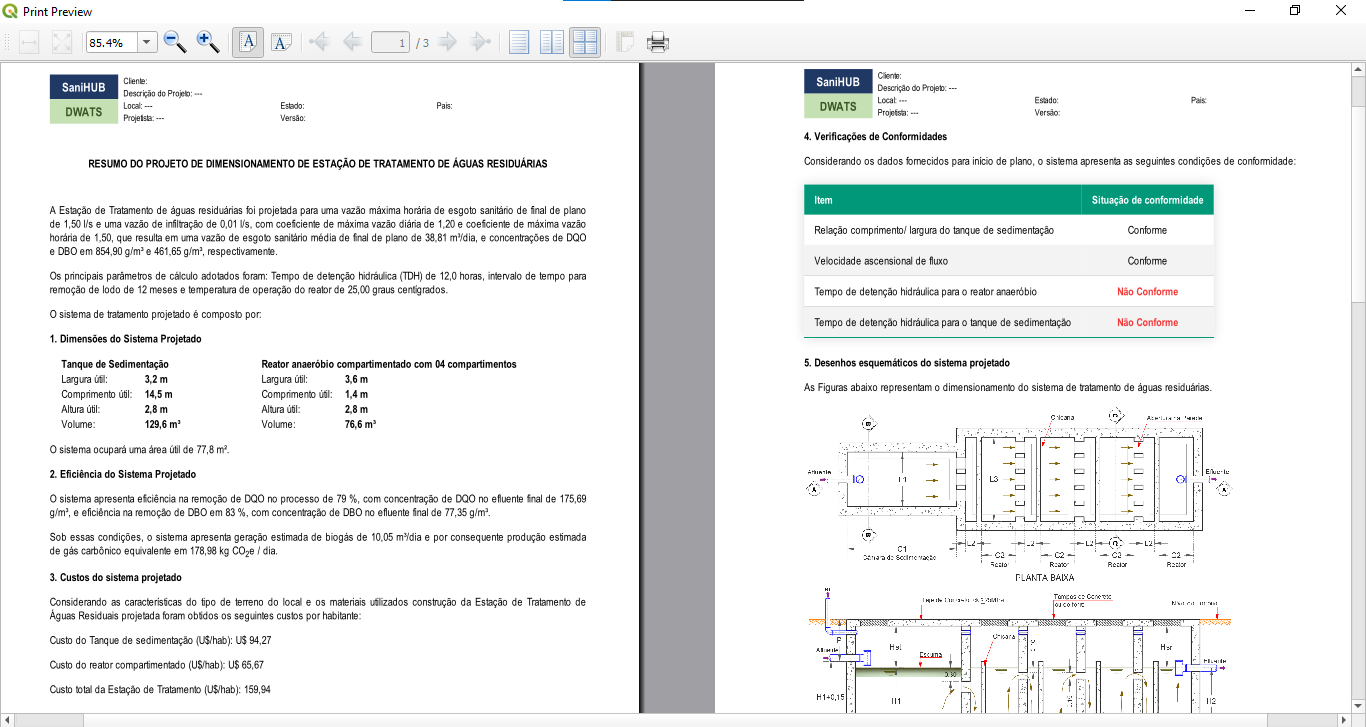 Print Preview
85.4%
1 / 3
SaniHUB
DWATS
Cliente:
Descrição do Projeto: ---
Local: --- Estado: Pais:
Projetista: --- Versão:
RESUMO DO PROJETO DE DIMENSIONAMENTO DE ESTAÇÃO DE TRATAMENTO DE ÁGUAS RESIDUÁRIAS
A Estação de Tratamento de águas residuárias foi projetada para uma vazão máxima horária de esgoto sanitário de final de plano
de 1,50 l/s e uma vazão de infiltração de 0,01 l/s, com coeficiente de máxima vazão diária de 1,20 e coeficiente de máxima vazão
horária de 1,50, que resulta em uma vazão de esgoto sanitário média de final de plano de 38,81 m³/dia, e concentrações de DQO
e DBO em 854,90 g/m³ e 461,65 g/m³, respectivamente.
Os principais parâmetros de cálculo adotados foram: Tempo de detenção hidráulica (TDH) de 12,0 horas, intervalo de tempo para
remoção de lodo de 12 meses e temperatura de operação do reator de 25,00 graus centígrados.
O sistema de tratamento projetado é composto por:
1. Dimensões do Sistema Projetado
Tanque de Sedimentação
Largura útil: 3,2 m
Comprimento útil: 14,5 m
Altura útil: 2,8 m
Volume: 129,6 m³
Reator anaeróbio compartimentado com 04 compartimentos
Largura útil: 3,6 m
Comprimento útil: 1,4 m
Altura útil: 2,8 m
Volume: 76,6 m³
O sistema ocupará uma área útil de 77,8 m².
2. Eficiência do Sistema Projetado
O sistema apresenta eficiência na remoção de DQO no processo de 79 %, com concentração de DQO no efluente final de 175,69
g/m³, e eficiência na remoção de DBO em 83 %, com concentração de DBO no efluente final de 77,35 g/m³.
Sob essas condições, o sistema apresenta geração estimada de biogás de 10,05 m³/dia e por consequente produção estimada
de gás carbônico equivalente em 178,98 kg CO₂e / dia.
3. Custos do sistema projetado
Considerando as características do tipo de terreno do local e os materiais utilizados construção da Estação de Tratamento de
Águas Residuais projetada foram obtidos os seguintes custos por habitante:
Custo do Tanque de sedimentação (U$/hab): U$ 94,27
Custo do reator compartimentado (U$/hab): U$ 65,67
Custo total da Estação de Tratamento (U$/hab): 159,94
SaniHUB
DWATS
Cliente:
Descrição do Projeto: ---
Local: --- Estado: Pais:
Projetista: --- Versão:
4. Verificações de Conformidades
Considerando os dados fornecidos para início de plano, o sistema apresenta as seguintes condições de conformidade:
Item Situação de conformidade
Relação comprimento/ largura do tanque de sedimentação Conforme
Velocidade ascensional de fluxo Conforme
Tempo de detenção hidráulica para o reator anaeróbio Não Conforme
Tempo de detenção hidráulica para o tanque de sedimentação Não Conforme
5. Desenhos esquemáticos do sistema projetado
As Figuras abaixo representam o dimensionamento do sistema de tratamento de águas residuárias.
Chicana
Abertura na Parede
Afluente
A
L1
L3
Efluente
A
L2 L2 L2 L2
C1
Câmara de Sedimentação
C2 C2 C2 C2
Reator Reator Reator Reator
PLANTA BAIXA
Tampas de Concreto
ou de ferro
Chicana
Afluente
Escuma
Efluente
H1+0,15
H1
H2